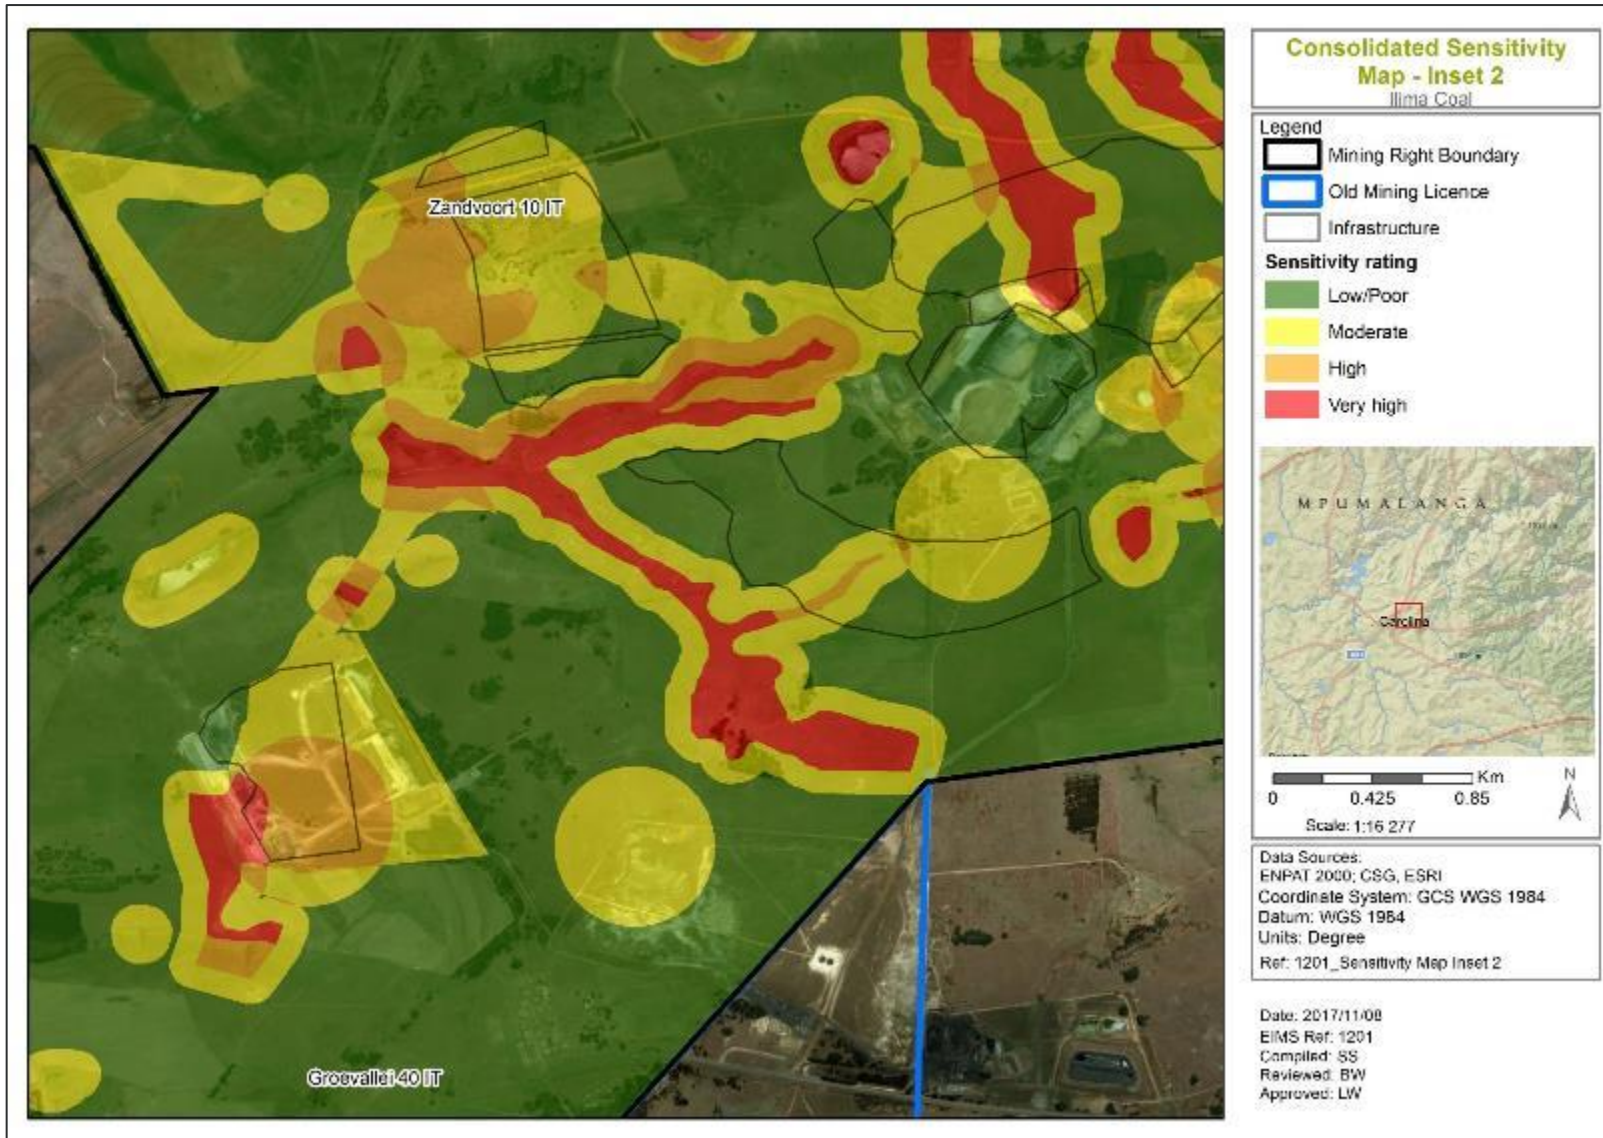 Zandvoort 10 IT
Groevallei 40 IT
Consolidated Sensitivity
Map - Inset 2
Ilima Coal
Legend
Mining Right Boundary
Old Mining Licence
Infrastructure
Sensitivity rating
Low/Poor
Moderate
High
Very high
MPUMALANGA
Carolina
Km
0 0.425 0.85
N
Scale: 1:16 277
Data Sources:
ENPAT 2000; CSG, ESRI
Coordinate System: GCS WGS 1984
Datum: WGS 1984
Units: Degree
Ref: 1201_Sensitivity Map Inset 2
Date: 2017/11/08
EIMS Ref: 1201
Compiled: SS
Reviewed: BW
Approved: LW